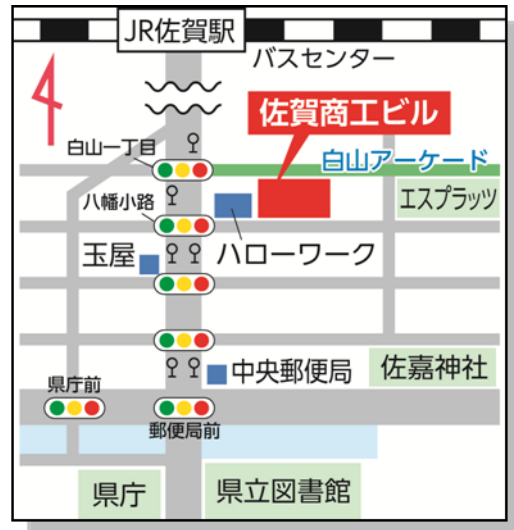 JR佐賀駅
バスセンター
佐賀商工ビル
白山一丁目
白山アーケード
八幡小路
エスプラッツ
玉屋
ハローワーク
中央郵便局
佐嘉神社
県庁前
郵便局前
県庁
県立図書館